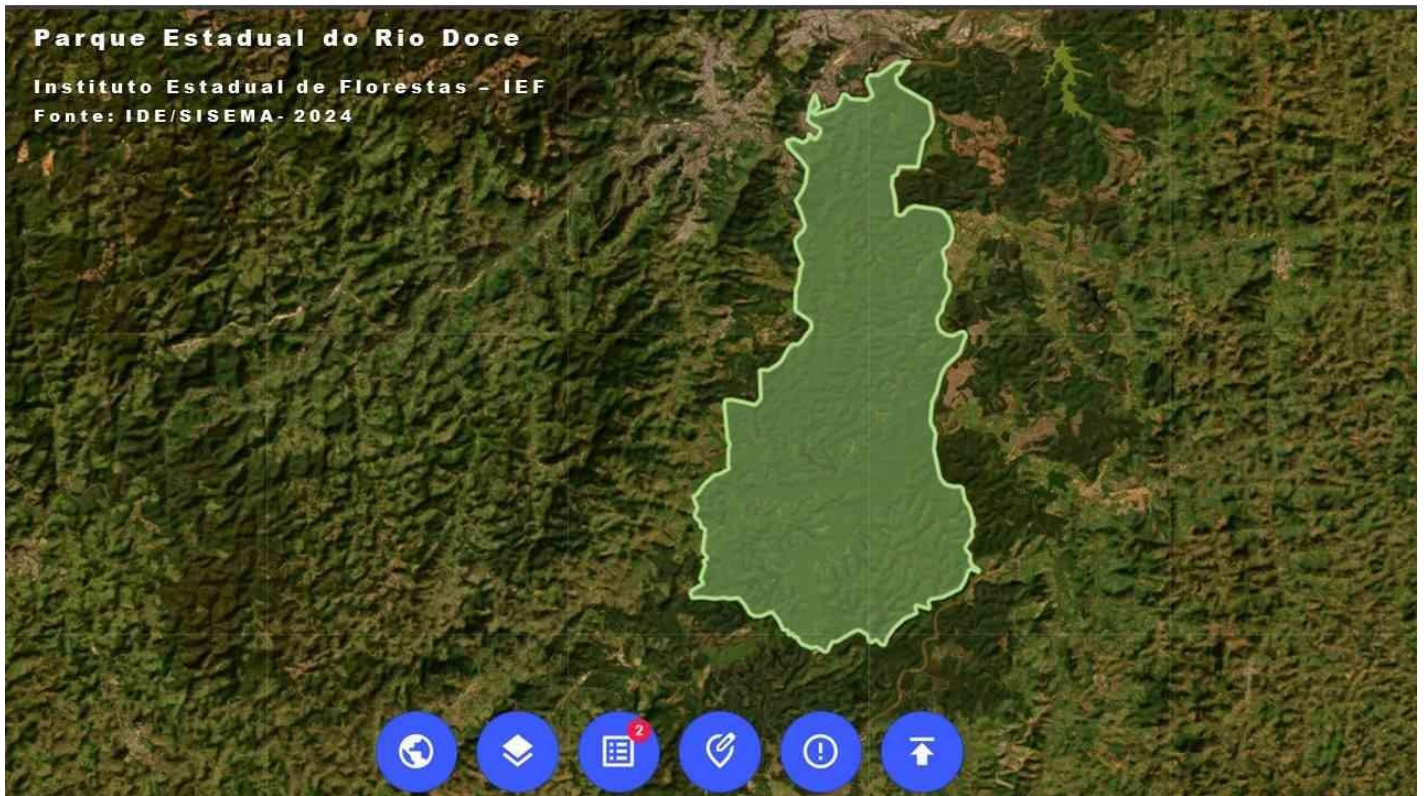 Parque Estadual do Rio Doce
Instituto Estadual de Florestas – IEF
Fonte: IDE/SISEMA- 2024
2